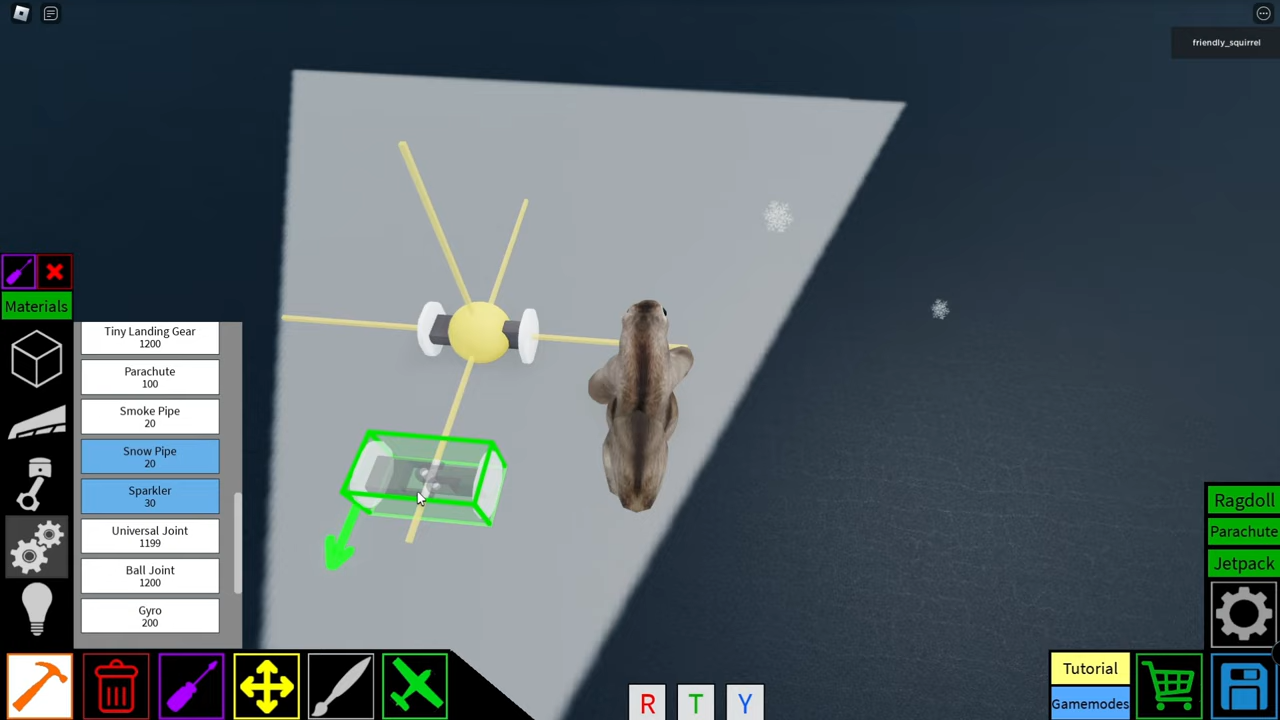 friendly_squirrel
Materials
Tiny Landing Gear
1200
Parachute
100
Smoke Pipe
20
Snow Pipe
20
Sparkler
30
Universal Joint
1199
Ball Joint
1200
Gyro
200
Ragdoll
Parachute
Jetpack
Tutorial
Gamemodes
R T Y